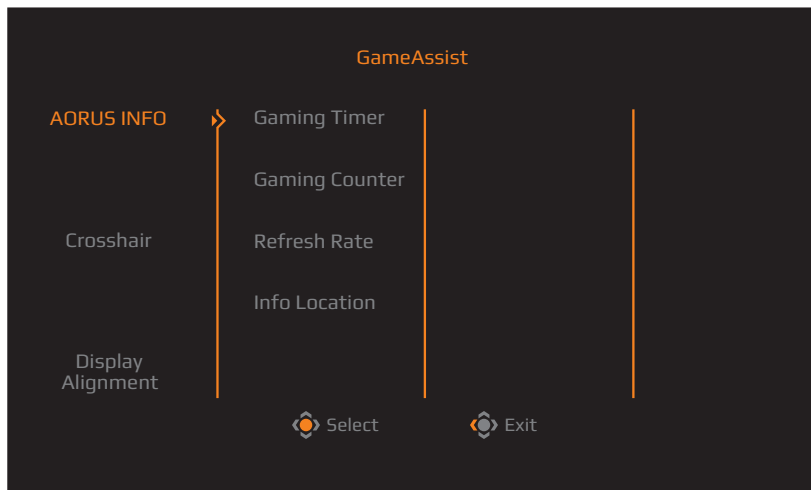 GameAssist
AORUS INFO
Gaming Timer
Gaming Counter
Crosshair
Refresh Rate
Info Location
Display
Alignment
Select
Exit